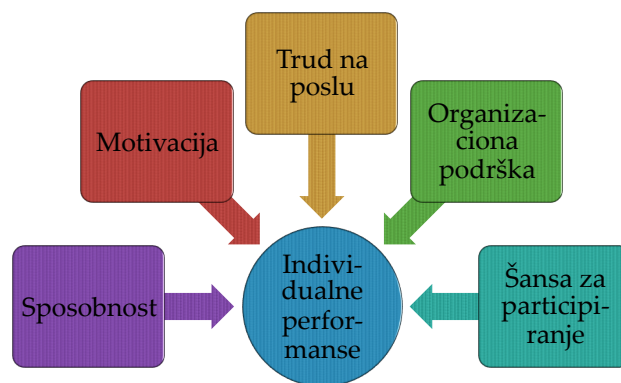 Trud na
poslu
Motivacija
Organiza-
ciona
podrška
Sposobnost
Indivi-
dualne
perfor-
manse
Šansa za
participi-
ranje